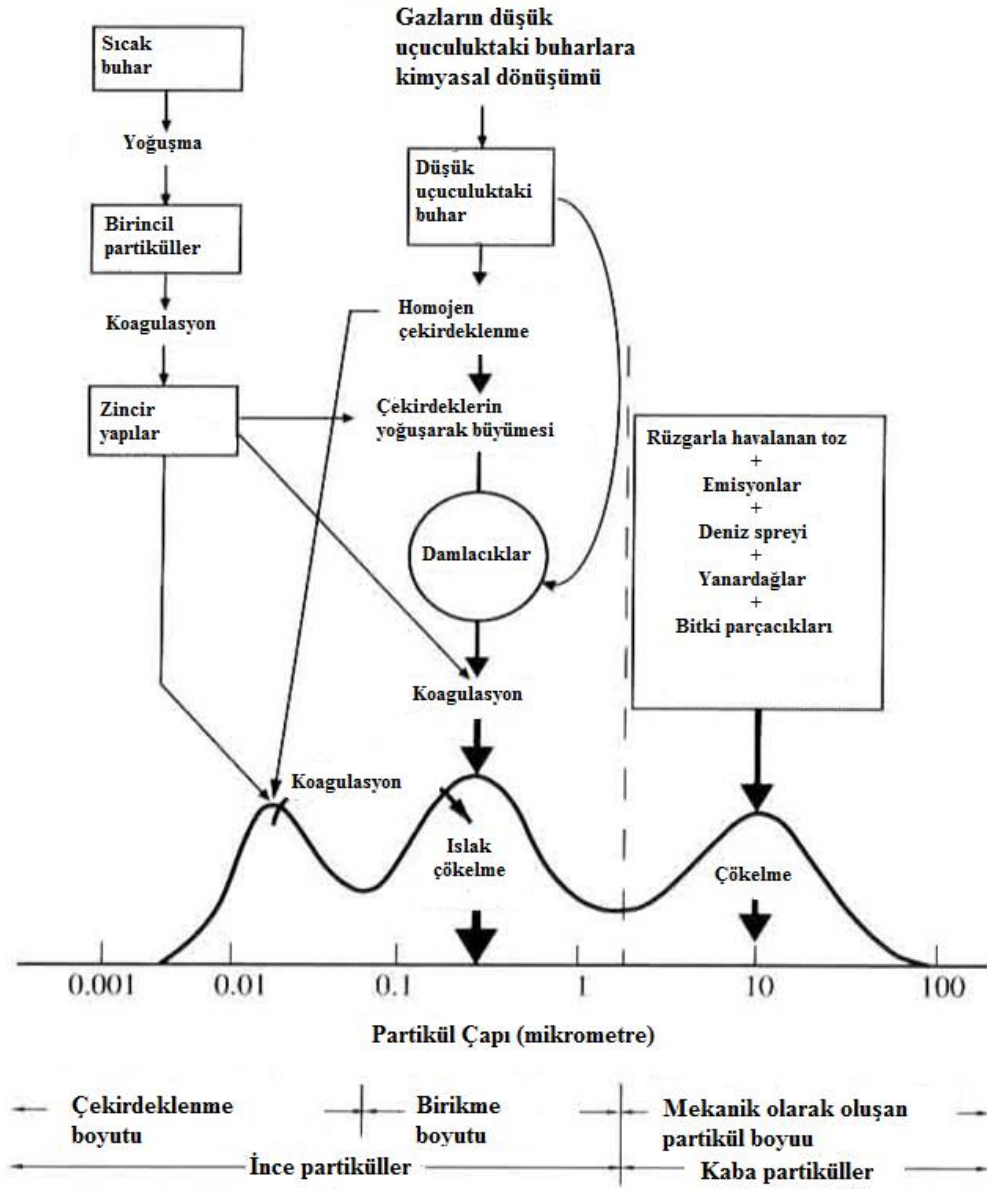 Sıcak
buhar
Yoğuşma
Birincil
partiküller
Koagulasyon
Zincir
yapılar
Gazların düşük
uçuculuktaki buharlara
kimyasal dönüşümü
Düşük
uçuculuktaki
buhar
Homojen
çekirdeklenme
Çekirdeklerin
yoğuşarak büyümesi
Damlacıklar
Koagulasyon
Rüzgarla havalanan toz
+
Emisyonlar
+
Deniz spreyi
+
Yanardağlar
+
Bitki parçacıkları
Koagulasyon
Islak
çökelme
Çökelme
0.001 0.01 0.1 1 10 100
Partikül Çapı (mikrometre)
Çekirdeklenme
boyutu
Birikme
boyutu
Mekanik olarak oluşan
partikül boyuu
İnce partiküller
Kaba partiküller